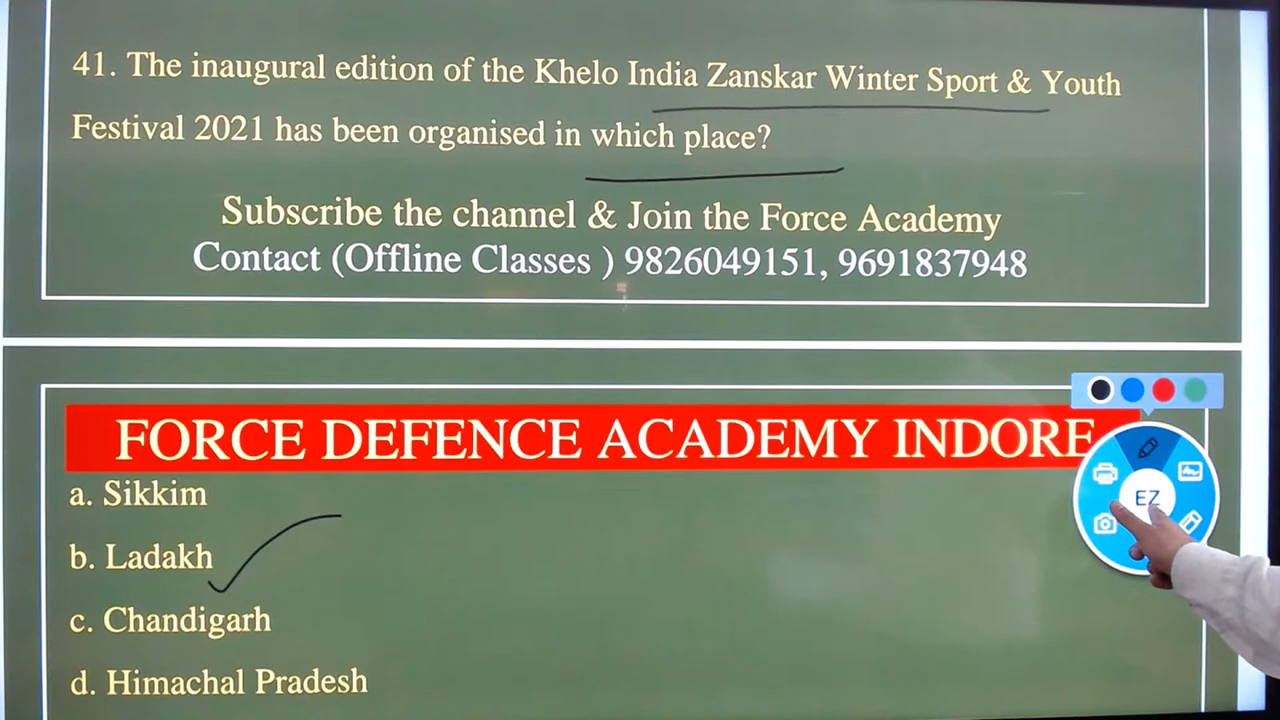 41. The inaugural edition of the Khelo India Zanskar Winter Sport & Youth
Festival 2021 has been organised in which place?
Subscribe the channel & Join the Force Academy
Contact (Offline Classes ) 9826049151, 9691837948
FORCE DEFENCE ACADEMY INDORE
EZ
a. Sikkim
b. Ladakh
c. Chandigarh
d. Himachal Pradesh